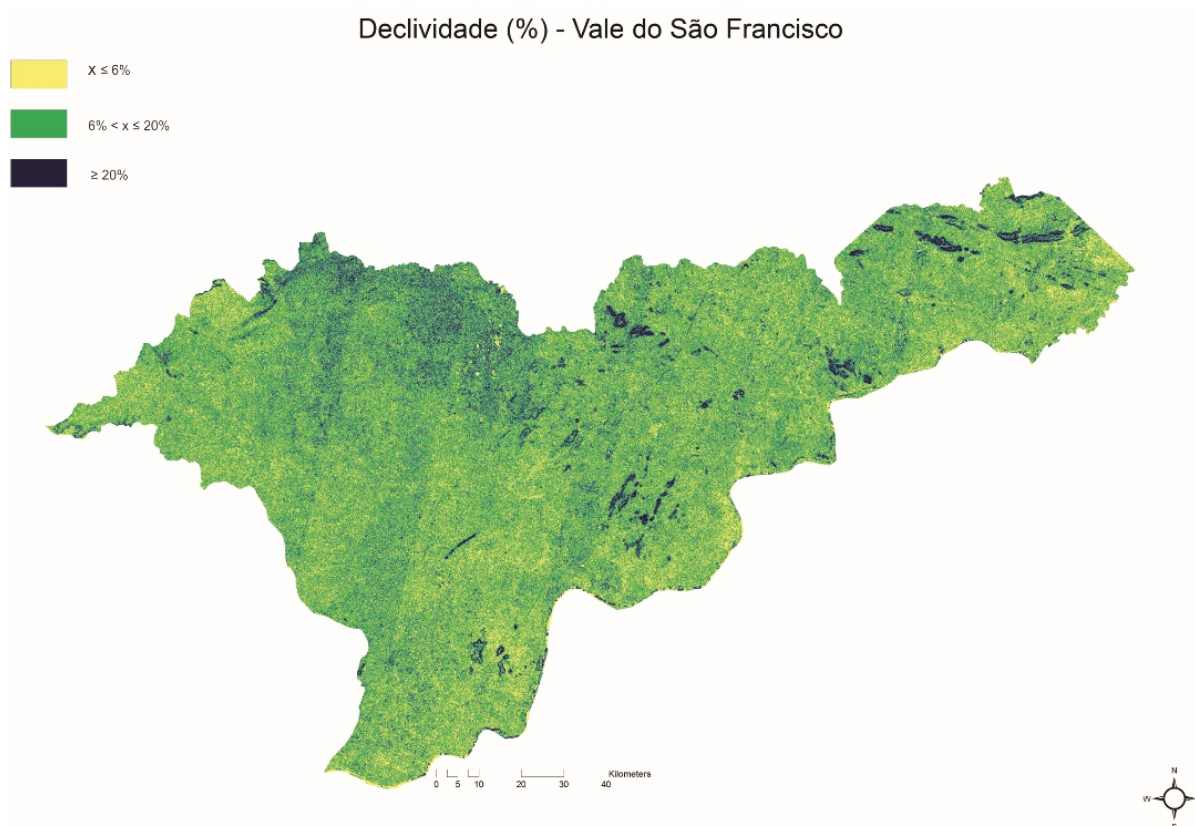 Declividade (%) - Vale do São Francisco
X ≤ 6%
6% < x ≤ 20%
≥ 20%
Kilometers
0 5 10 20 30 40
N
W